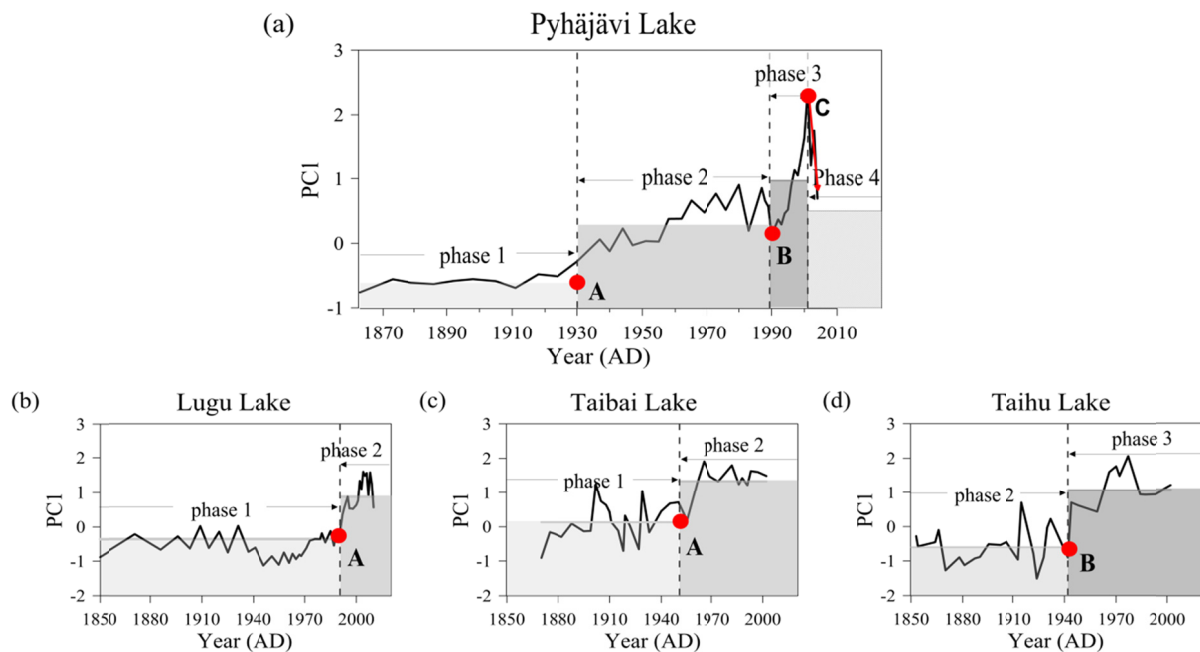 (a) Pyhäjävi Lake
3
phase 3
C
2
phase 2
Phase 4
1
PC1
0
phase 1
B
A
-1
1870 1890 1910 1930 1950 1970 1990 2010
Year (AD)
(b) Lugu Lake
3
phase 2
2
phase 1
1
PC1
0
A
-1
-2
1850 1880 1910 1940 1970 2000
Year (AD)
(c) Taibai Lake
3
phase 2
2
phase 1
1
PC1
0
A
-1
-2
1850 1880 1910 1940 1970 2000
Year (AD)
(d) Taihu Lake
3
phase 3
2
phase 2
1
PC1
0
B
-1
-2
1850 1880 1910 1940 1970 2000
Year (AD)